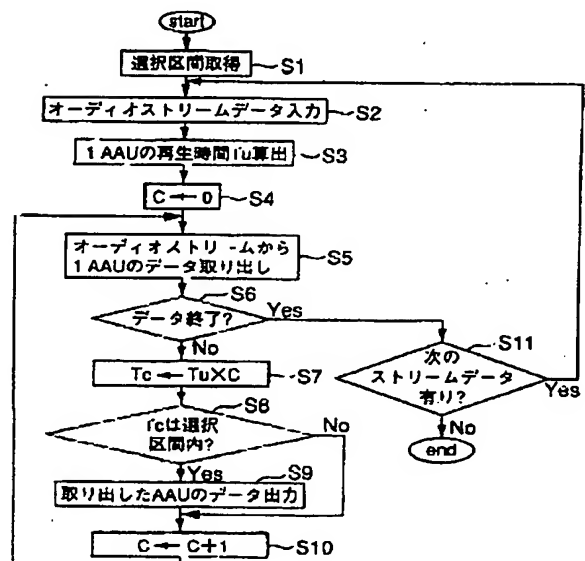 start
選択区間取得
S1
オーディオストリームデータ入力
S2
1 AAUの再生時間Tu算出
S3
C ← 0
S4
オーディオストリームから
1 AAUのデータ取り出し
S5
S6
データ終了?
Yes
No
Tc ← Tu×C
S7
S8
Tcは選択
区間内?
No
Yes
S9
取り出したAAUのデータ出力
C ← C+1
S10
S11
次の
ストリームデータ
有り?
Yes
No
end